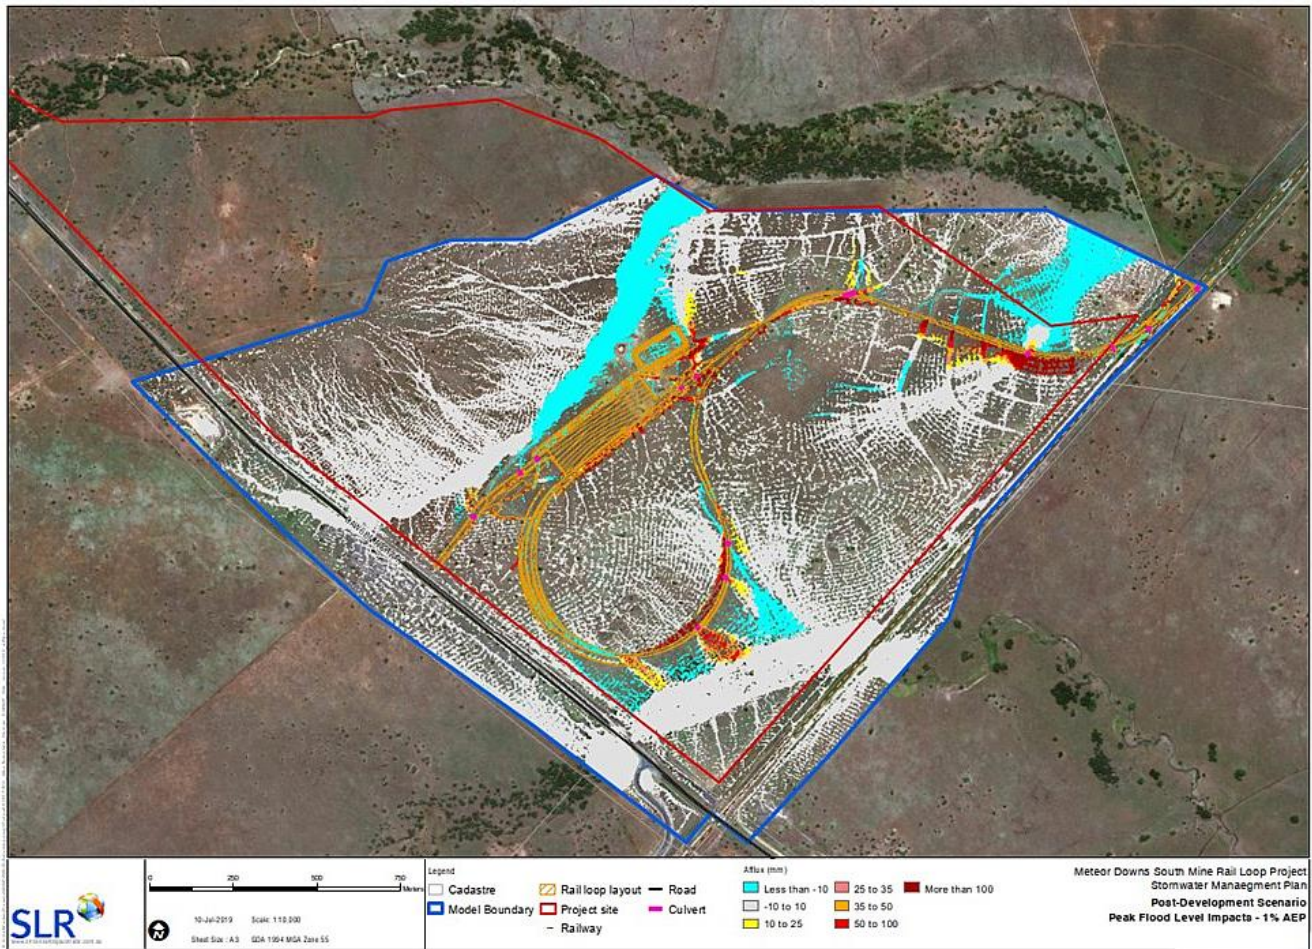 0 250 500 750
Meters
10-Jul-2019 Scale: 1:10,000
Sheet Size : A3 GDA 1994 MGA Zone 55
SLR
Legend
Cadastre
Rail loop layout
Road
Model Boundary
Project site
Culvert
Railway
Afflux (mm)
Less than -10
25 to 35
More than 100
-10 to 10
35 to 50
10 to 25
50 to 100
Meteor Downs South Mine Rail Loop Project
Stormwater Manaegment Plan
Post-Development Scenario
Peak Flood Level Impacts - 1% AEP